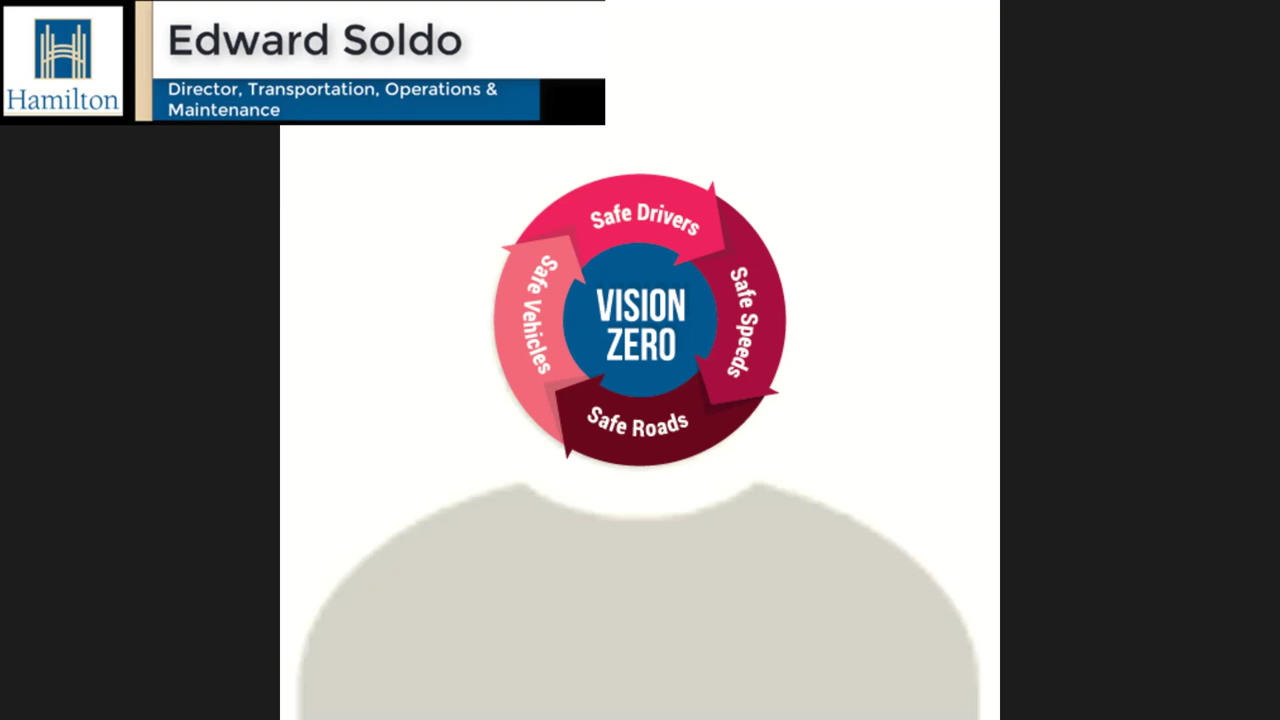 Edward Soldo
Hamilton
Director, Transportation, Operations &
Maintenance
Safe Drivers
Safe Speeds
Safe Roads
Safe Vehicles
VISION
ZERO